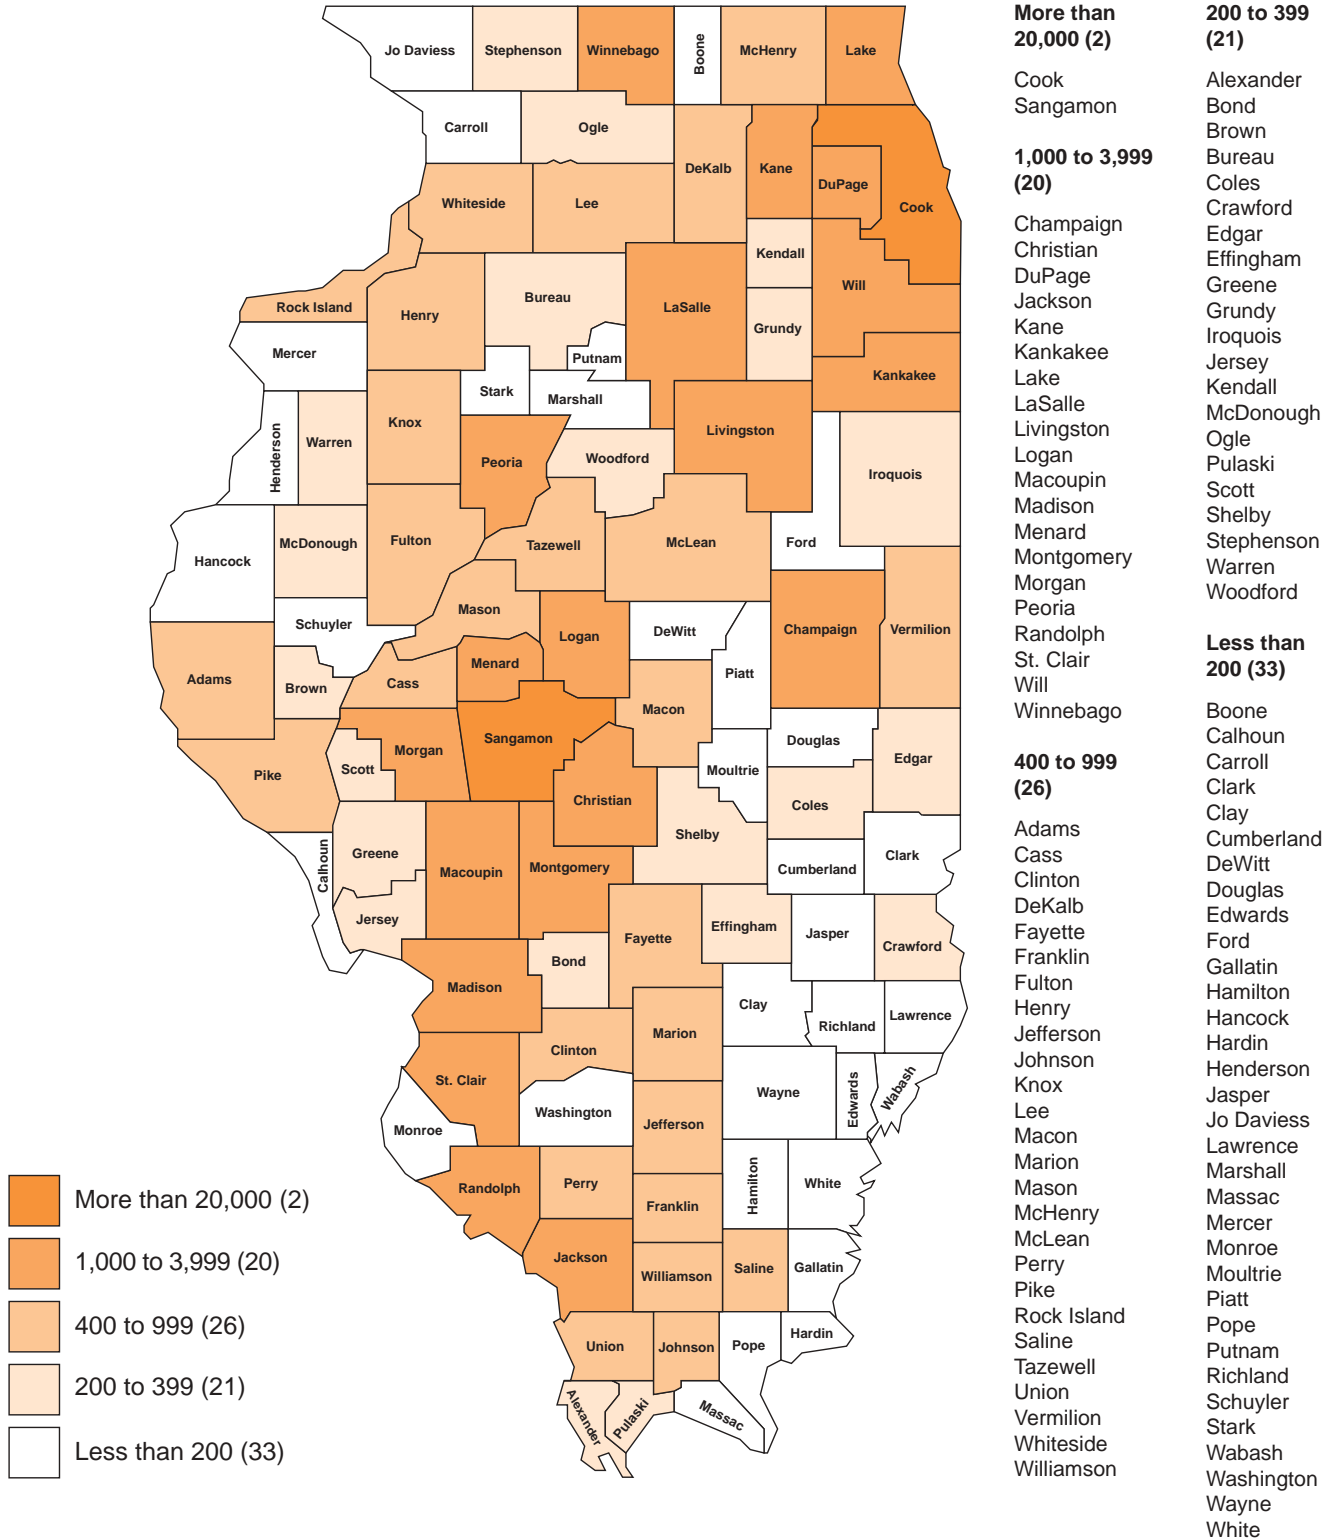 Jo Daviess
Stephenson
Winnebago
Boone
McHenry
Lake
Carroll
Ogle
DeKalb
Kane
DuPage
Cook
Whiteside
Lee
Kendall
Will
Rock Island
Henry
Bureau
LaSalle
Grundy
Mercer
Putnam
Kankakee
Stark
Marshall
Henderson
Warren
Knox
Peoria
Livingston
Woodford
Iroquois
Hancock
McDonough
Fulton
Tazewell
McLean
Ford
Schuyler
Mason
Logan
DeWitt
Champaign
Vermilion
Adams
Brown
Cass
Menard
Piatt
Macon
Pike
Scott
Morgan
Sangamon
Christian
Moultrie
Douglas
Edgar
Coles
Shelby
Calhoun
Greene
Macoupin
Montgomery
Cumberland
Clark
Jersey
Fayette
Effingham
Jasper
Crawford
Bond
Madison
Clay
Richland
Lawrence
Marion
Clinton
St. Clair
Washington
Wayne
Edwards
Wabash
Monroe
Jefferson
Randolph
Perry
Hamilton
White
Franklin
Jackson
Williamson
Saline
Gallatin
Union
Johnson
Pope
Hardin
Alexander
Pulaski
Massac
More than 20,000 (2)
1,000 to 3,999 (20)
400 to 999 (26)
200 to 399 (21)
Less than 200 (33)
More than
20,000 (2)
Cook
Sangamon
1,000 to 3,999
(20)
Champaign
Christian
DuPage
Jackson
Kane
Kankakee
Lake
LaSalle
Livingston
Logan
Macoupin
Madison
Menard
Montgomery
Morgan
Peoria
Randolph
St. Clair
Will
Winnebago
400 to 999
(26)
Adams
Cass
Clinton
DeKalb
Fayette
Franklin
Fulton
Henry
Jefferson
Johnson
Knox
Lee
Macon
Marion
Mason
McHenry
McLean
Perry
Pike
Rock Island
Saline
Tazewell
Union
Vermilion
Whiteside
Williamson
200 to 399
(21)
Alexander
Bond
Brown
Bureau
Coles
Crawford
Edgar
Effingham
Greene
Grundy
Iroquois
Jersey
Kendall
McDonough
Ogle
Pulaski
Scott
Shelby
Stephenson
Warren
Woodford
Less than
200 (33)
Boone
Calhoun
Carroll
Clark
Clay
Cumberland
DeWitt
Douglas
Edwards
Ford
Gallatin
Hamilton
Hancock
Hardin
Henderson
Jasper
Jo Daviess
Lawrence
Marshall
Massac
Mercer
Monroe
Moultrie
Piatt
Pope
Putnam
Richland
Schuyler
Stark
Wabash
Washington
Wayne
White